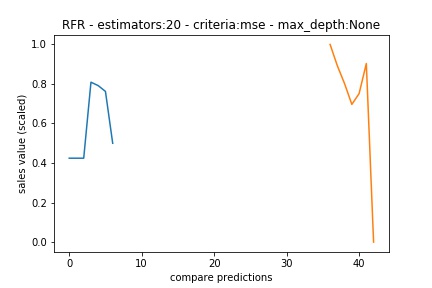 RFR - estimators:20 - criteria:mse - max_depth:None
1.0
0.8
0.6
0.4
0.2
0.0
sales value (scaled)
0 10 20 30 40
compare predictions